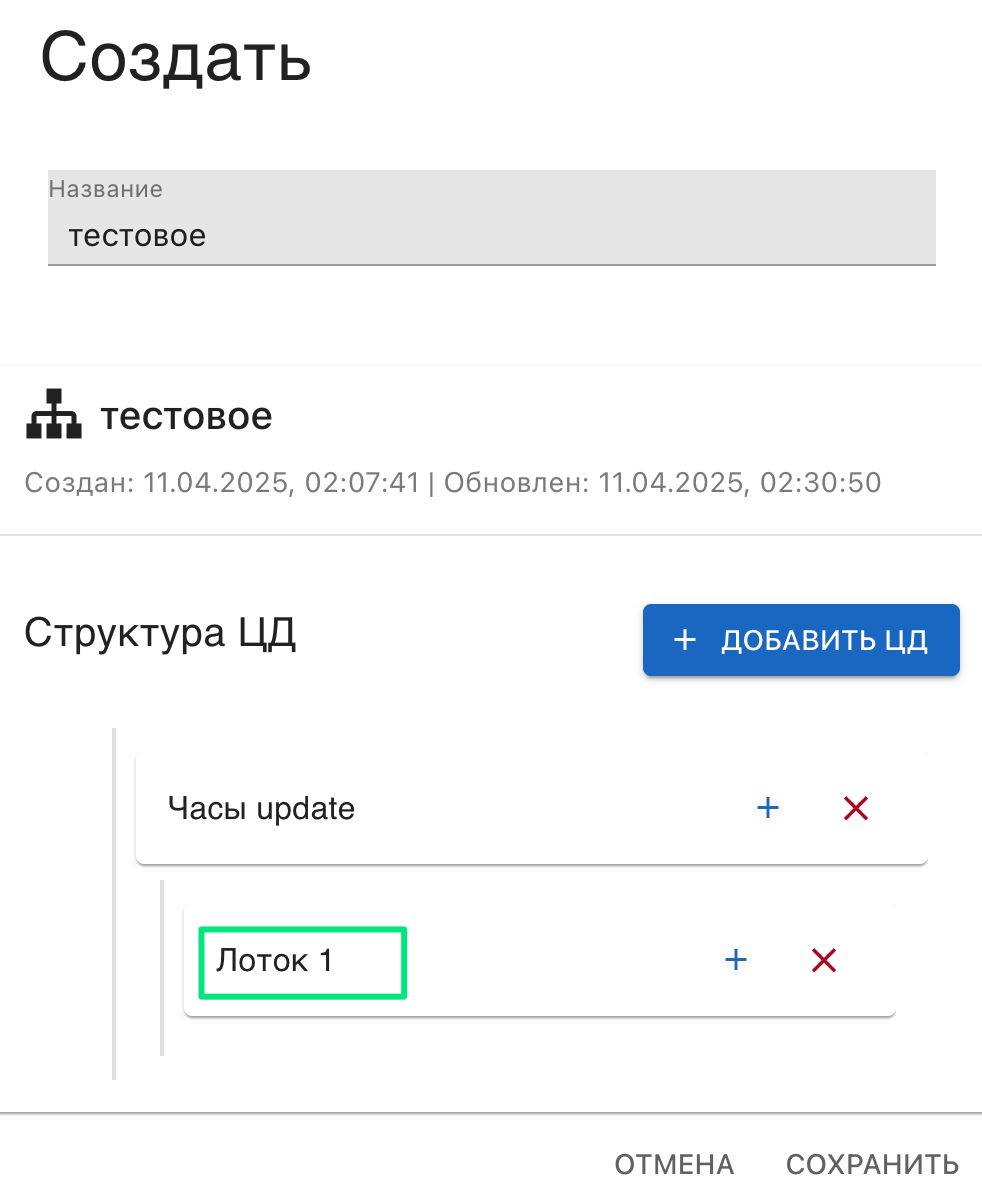 Создать
Название
тестовое
тестовое
Создан: 11.04.2025, 02:07:41 | Обновлен: 11.04.2025, 02:30:50
Структура ЦД
+ ДОБАВИТЬ ЦД
Часы update
Лоток 1
ОТМЕНА СОХРАНИТЬ